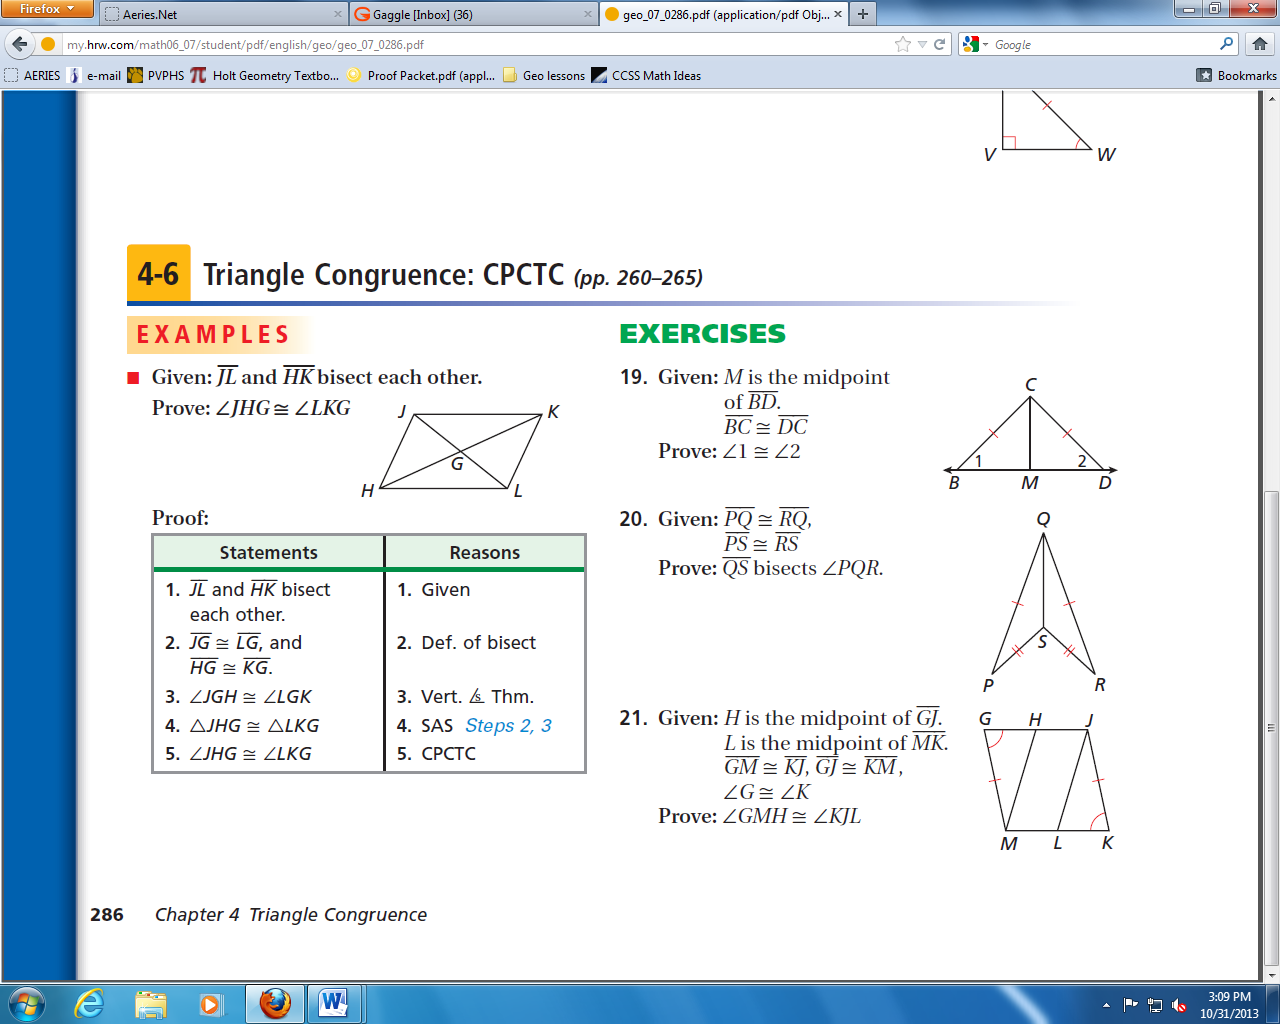 Firefox
Aeries.Net
Gaggle [Inbox] (36)
geo_07_0286.pdf (application/pdf Obj...
my.hrw.com/math06_07/student/pdf/english/geo/geo_07_0286.pdf
Google
AERIES
e-mail
PVPHS
Holt Geometry Textbo...
Proof Packet.pdf (appl...
Geo lessons
CCSS Math Ideas
Bookmarks
V
W
4-6 Triangle Congruence: CPCTC (pp. 260–265)
EXAMPLES
Given: JL and HK bisect each other.
Prove: ∠JHG ≅ ∠LKG
J
K
G
H
L
Proof:
Statements
Reasons
1. JL and HK bisect each other.
1. Given
2. JG ≅ LG, and
HG ≅ KG.
2. Def. of bisect
3. ∠JGH ≅ ∠LGK
3. Vert. ∠s Thm.
4. △JHG ≅ △LKG
4. SAS Steps 2, 3
5. ∠JHG ≅ ∠LKG
5. CPCTC
EXERCISES
19. Given: M is the midpoint
of BD.
BC ≅ DC
Prove: ∠1 ≅ ∠2
C
1
2
B
M
D
20. Given: PQ ≅ RQ,
PS ≅ RS
Prove: QS bisects ∠PQR.
Q
S
P
R
21. Given: H is the midpoint of GJ.
L is the midpoint of MK.
GM ≅ KJ, GJ ≅ KM,
∠G ≅ ∠K
Prove: ∠GMH ≅ ∠KJL
G
H
J
M
L
K
286 Chapter 4 Triangle Congruence
3:09 PM
10/31/2013